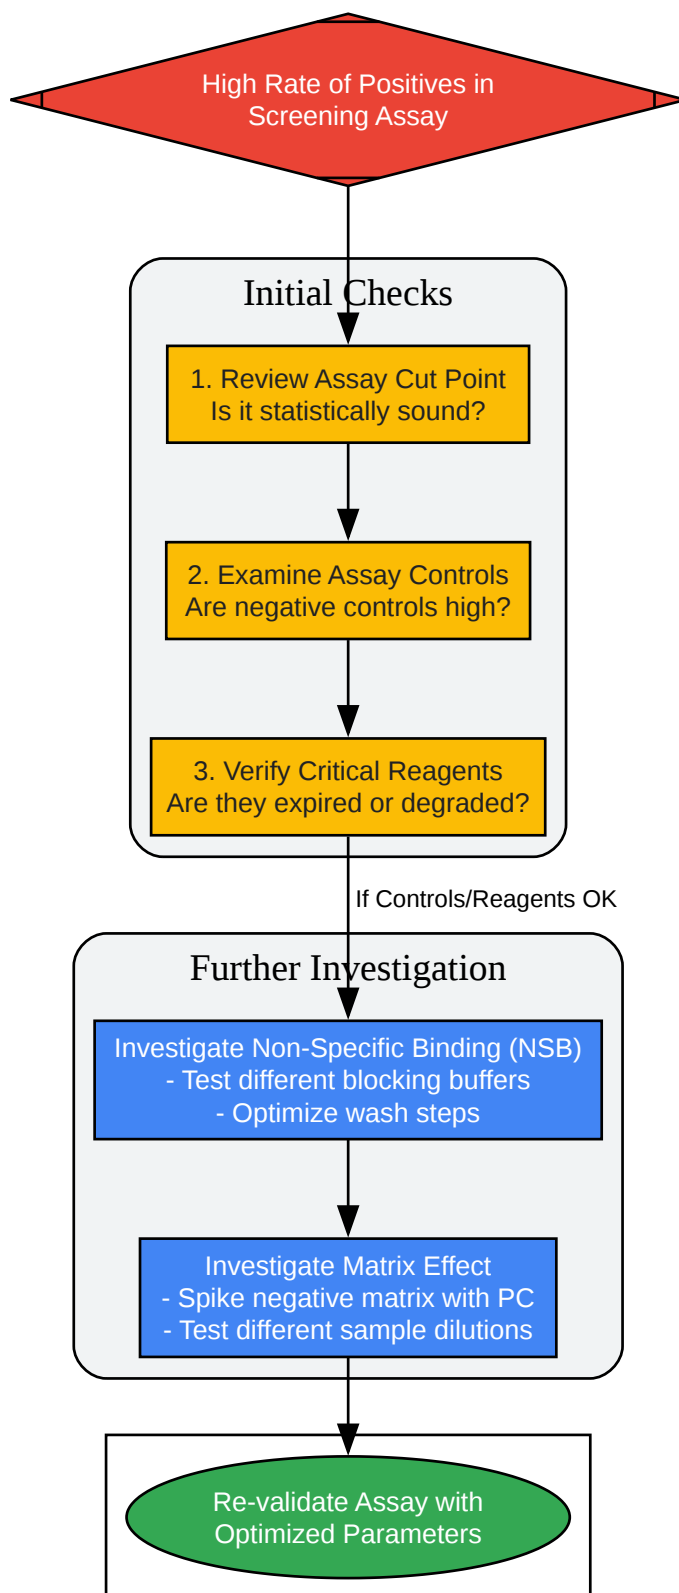 High Rate of Positives in
Screening Assay
Initial Checks
1. Review Assay Cut Point
Is it statistically sound?
2. Examine Assay Controls
Are negative controls high?
3. Verify Critical Reagents
Are they expired or degraded?
If Controls/Reagents OK
Further Investigation
Investigate Non-Specific Binding (NSB)
- Test different blocking buffers
- Optimize wash steps
Investigate Matrix Effect
- Spike negative matrix with PC
- Test different sample dilutions
Re-validate Assay with
Optimized Parameters